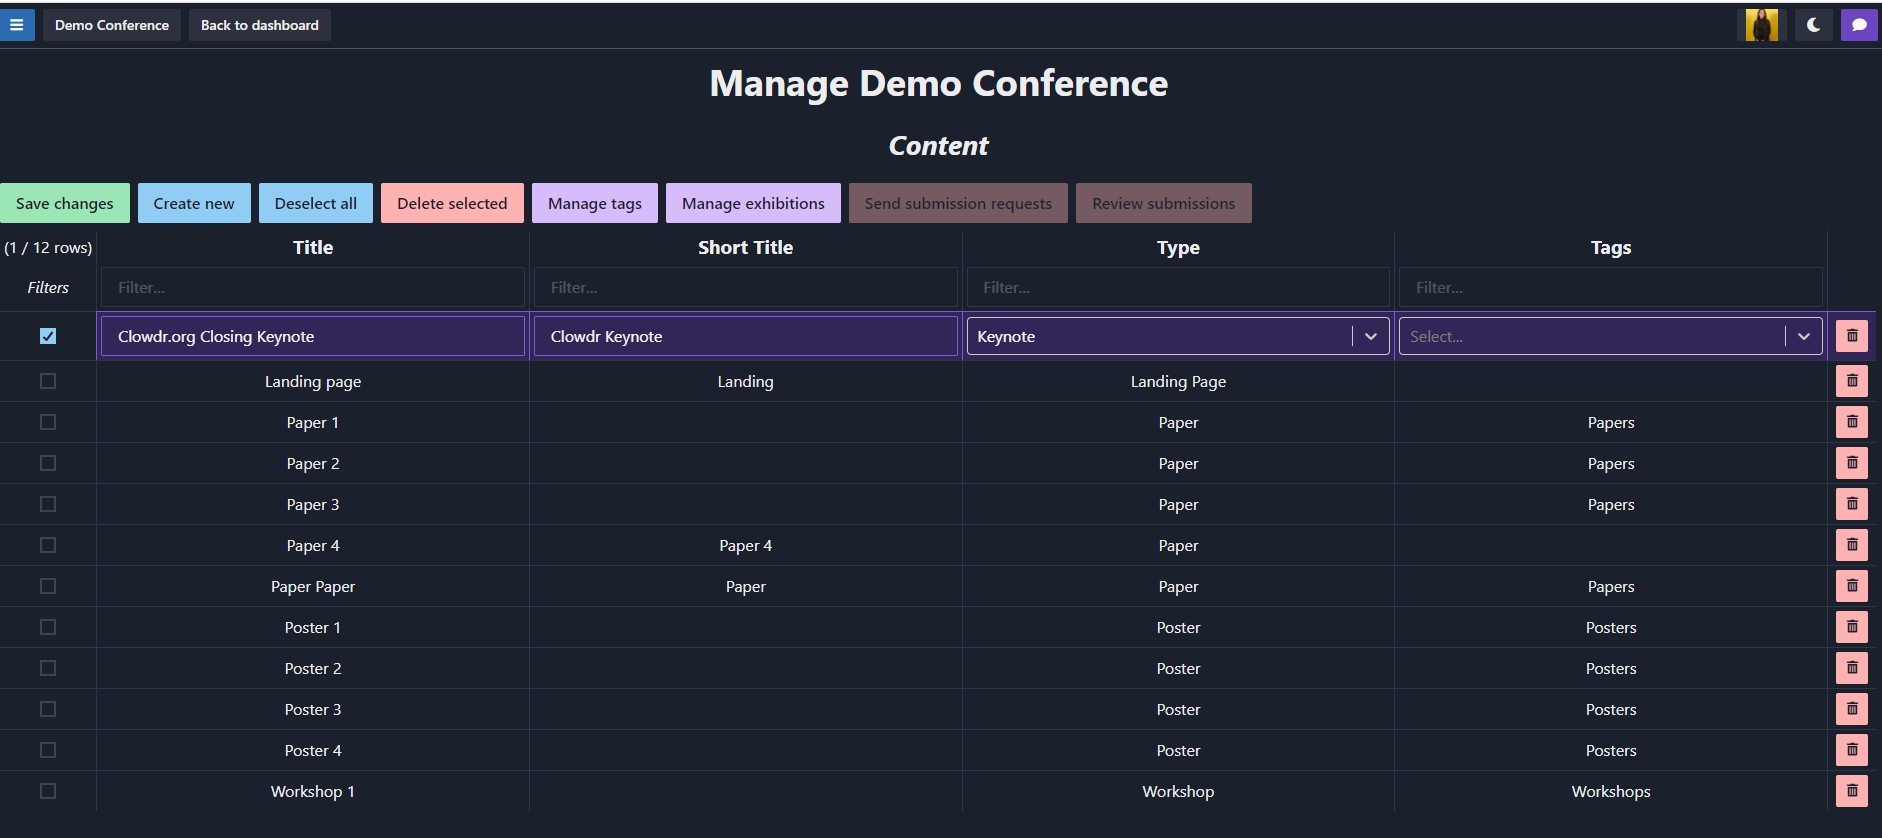 Demo Conference Back to dashboard
Manage Demo Conference
Content
Save changes Create new Deselect all Delete selected Manage tags Manage exhibitions Send submission requests Review submissions
(1 / 12 rows) Title Short Title Type Tags
Filters Filter... Filter... Filter... Filter...
Clowdr.org Closing Keynote Clowdr Keynote Keynote Select...
Landing page Landing Landing Page
Paper 1 Paper Papers
Paper 2 Paper Papers
Paper 3 Paper Papers
Paper 4 Paper 4 Paper
Paper Paper Paper Paper Papers
Poster 1 Poster Posters
Poster 2 Poster Posters
Poster 3 Poster Posters
Poster 4 Poster Posters
Workshop 1 Workshop Workshops